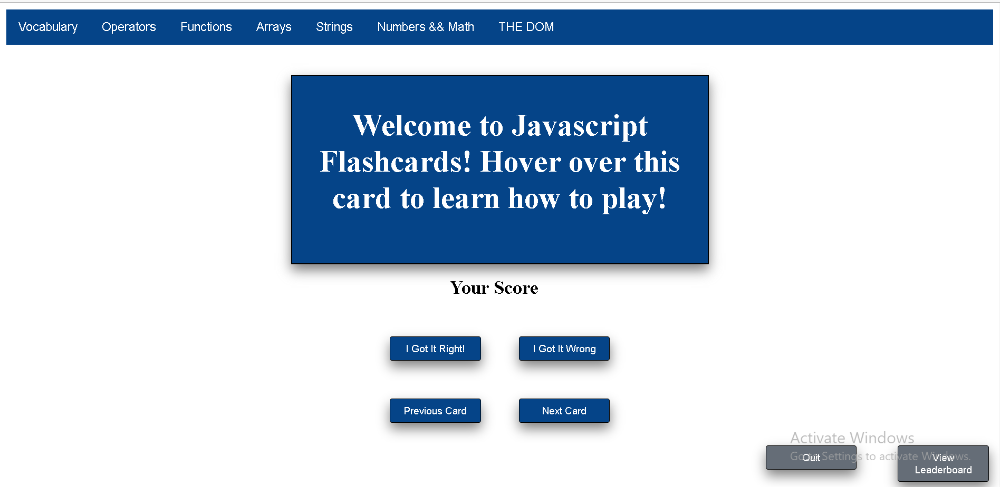 Vocabulary Operators Functions Arrays Strings Numbers && Math THE DOM
Welcome to Javascript
Flashcards! Hover over this
card to learn how to play!
Your Score
I Got It Right! I Got It Wrong
Previous Card Next Card
Activate Windows
Go to Settings to activate Windows.
Quit
View
Leaderboard